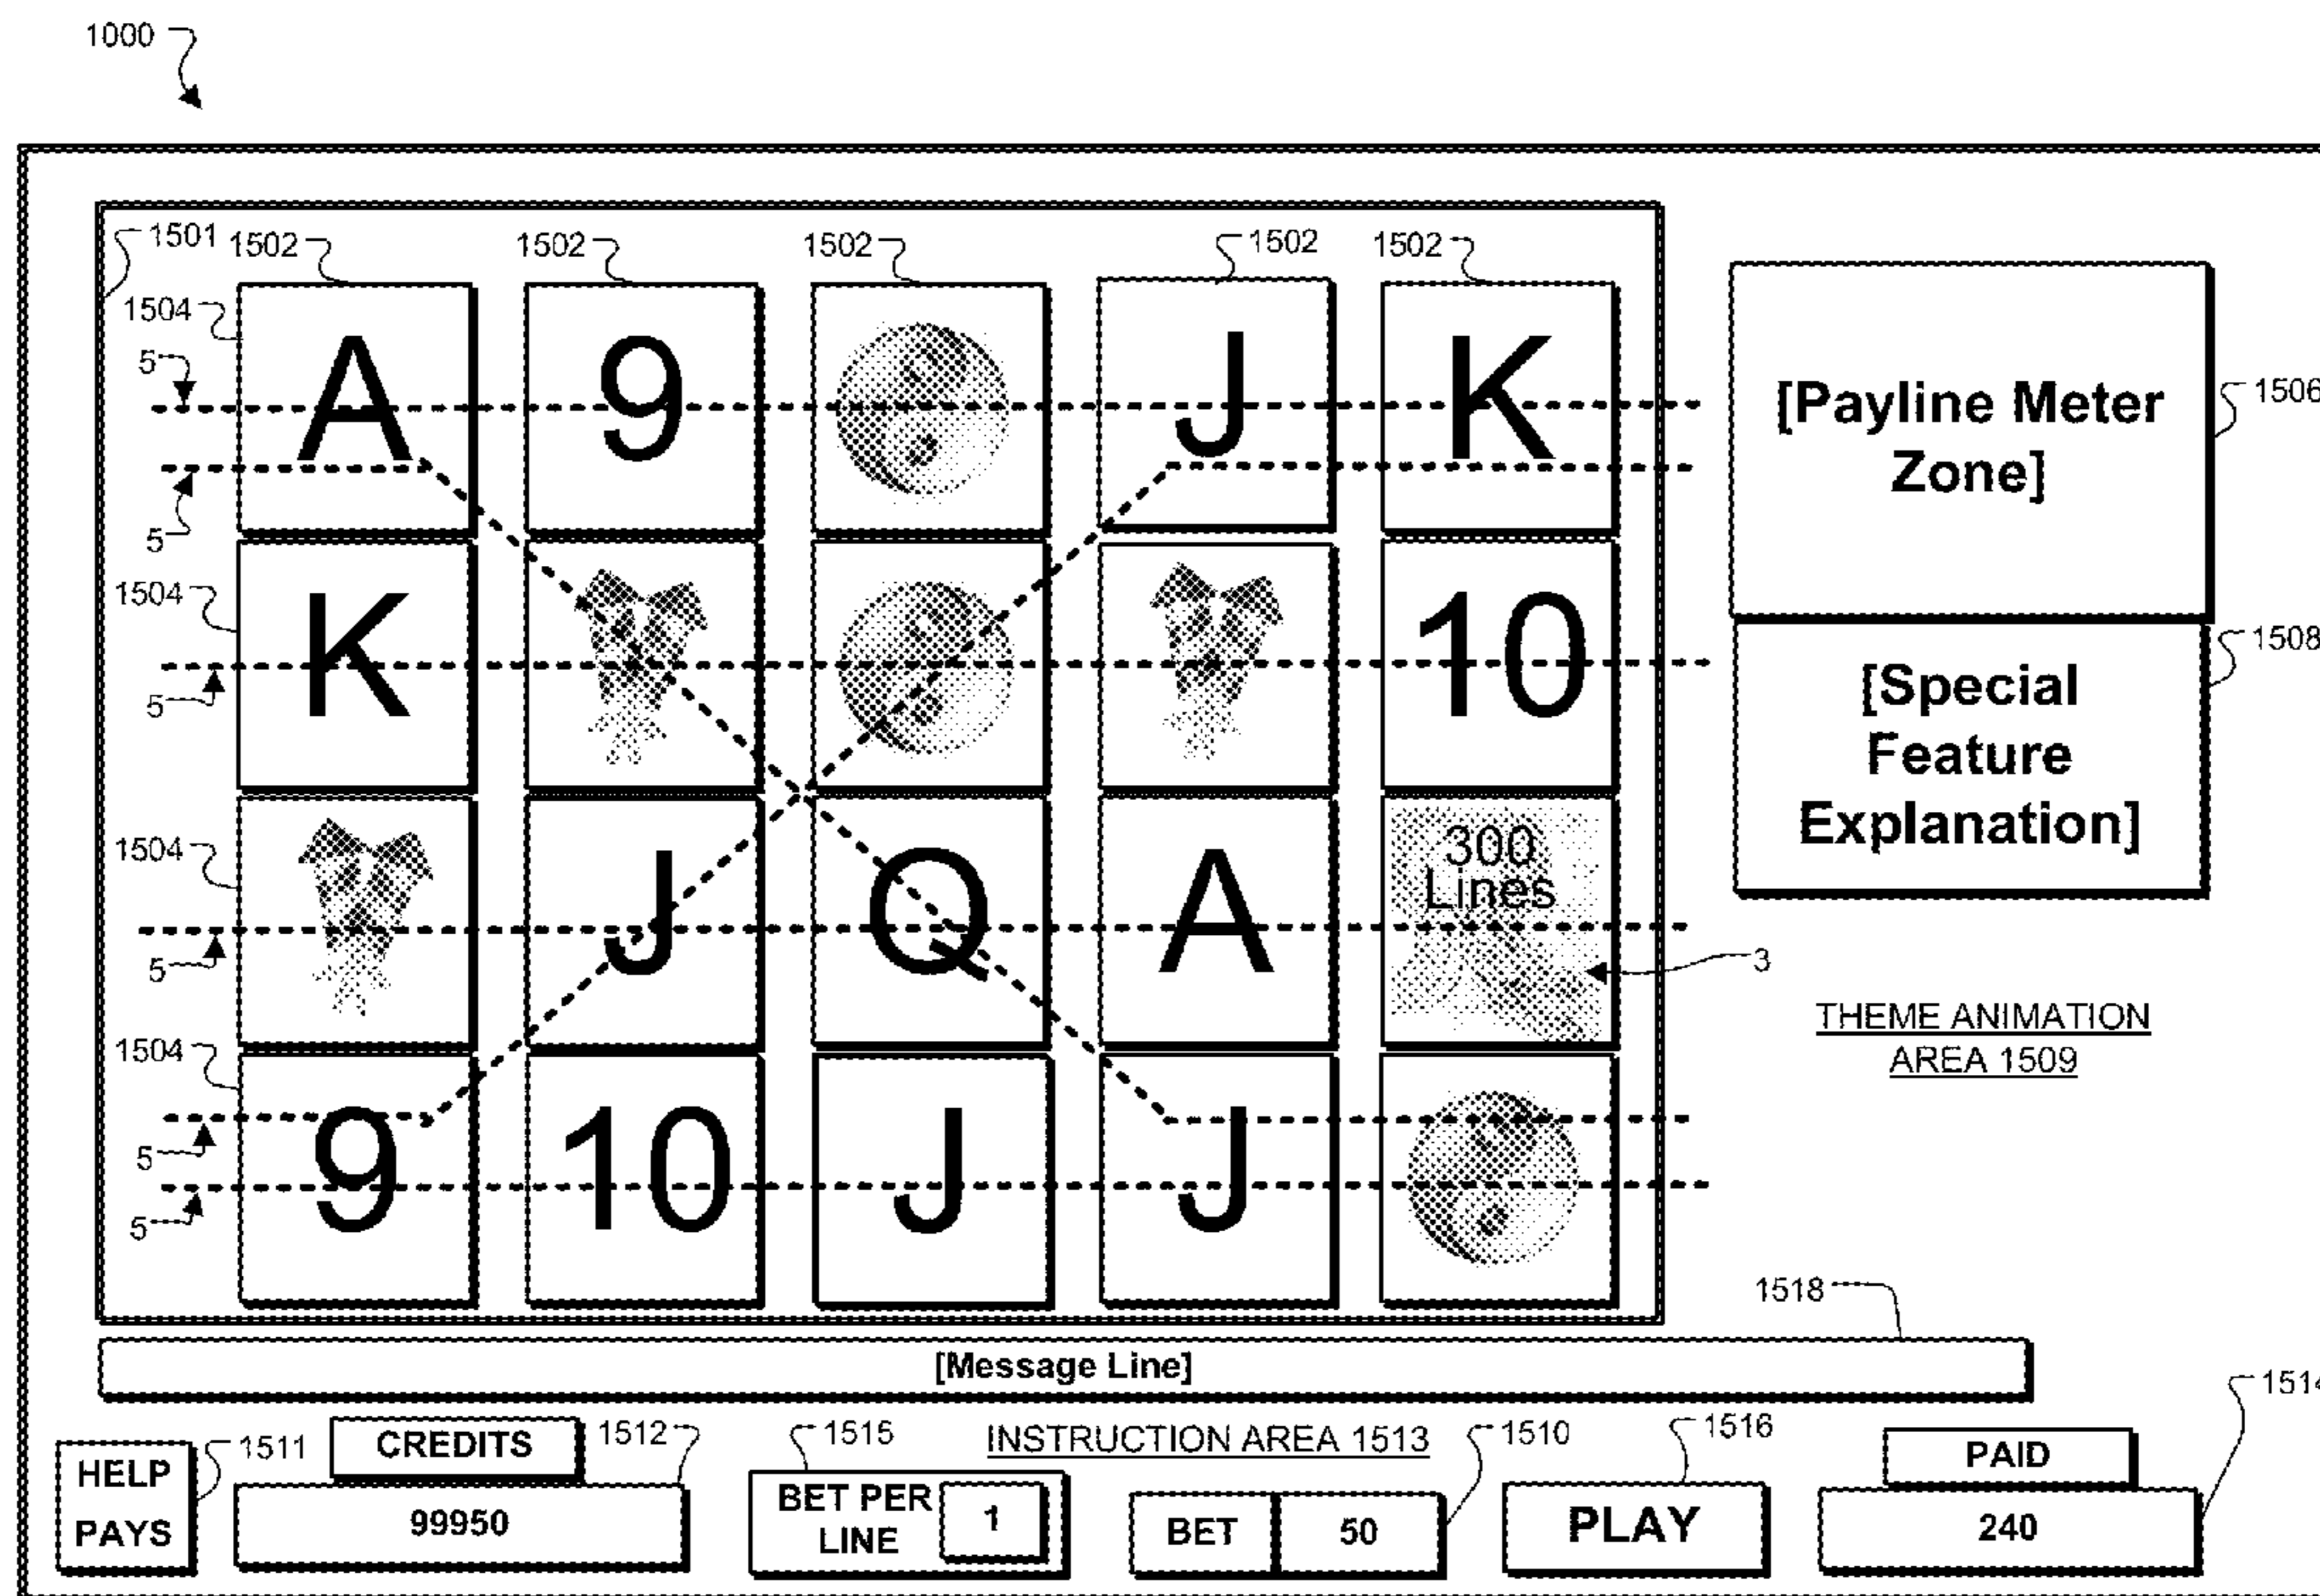 1000
1501 1502 1502 1502 1502 1502
1504
A 9 J K
5
[Payline Meter
Zone]
1506
5
1504
K 10
5
1508
[Special
Feature
Explanation]
1504
J Q A
300
Lines
5
3
THEME ANIMATION
AREA 1509
1504
9 10 J J
5
5
1518
[Message Line]
1514
HELP
PAYS
1511
CREDITS
1512
99950
1515
BET PER
LINE
1
INSTRUCTION AREA 1513
BET 50
1510
1516
PLAY
PAID
240